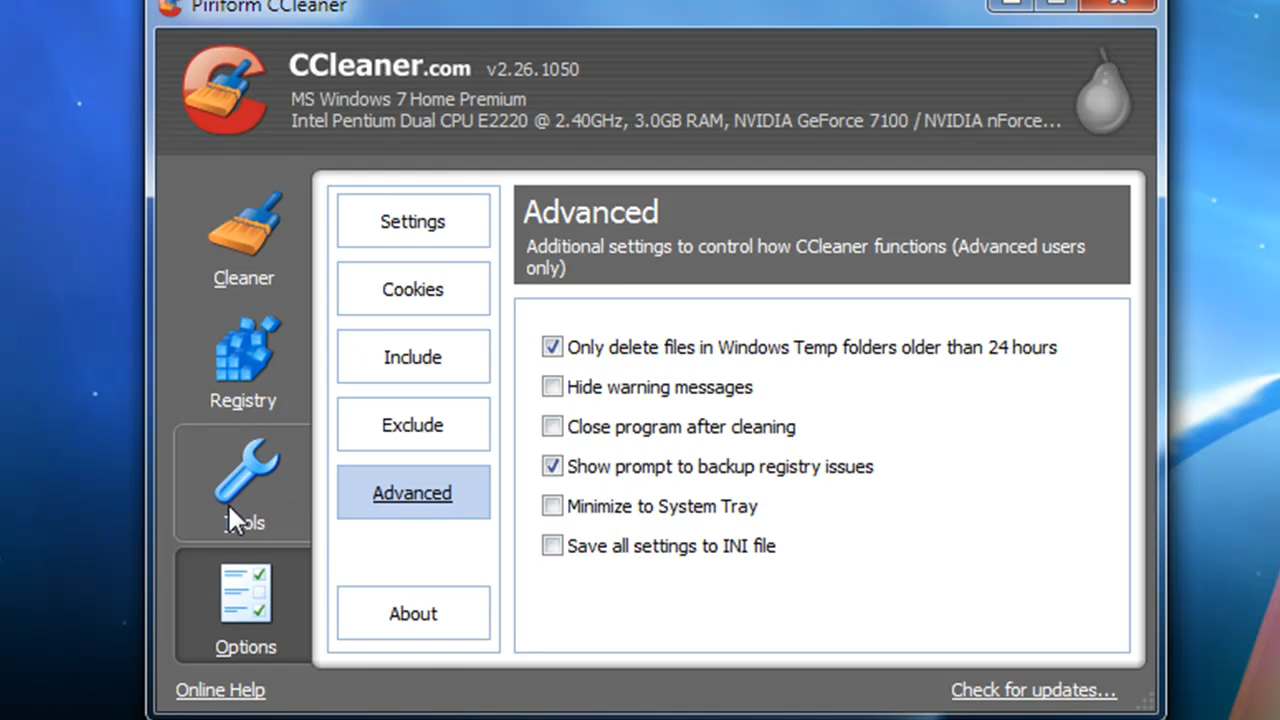 Piriform CCleaner
CCleaner.com v2.26.1050
MS Windows 7 Home Premium
Intel Pentium Dual CPU E2220 @ 2.40GHz, 3.0GB RAM, NVIDIA GeForce 7100 / NVIDIA nForce...
Cleaner
Registry
Tools
Options
Settings
Cookies
Include
Exclude
Advanced
About
Advanced
Additional settings to control how CCleaner functions (Advanced users
only)
Only delete files in Windows Temp folders older than 24 hours
Hide warning messages
Close program after cleaning
Show prompt to backup registry issues
Minimize to System Tray
Save all settings to INI file
Online Help
Check for updates...